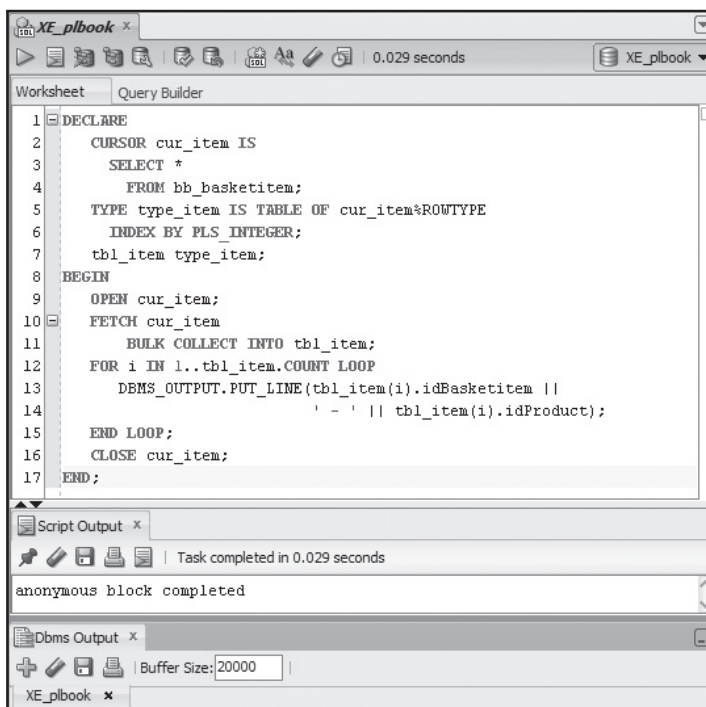 XE_plbook ×
0.029 seconds XE_plbook
Worksheet Query Builder
1 DECLARE
2 CURSOR cur_item IS
3 SELECT *
4 FROM bb_basketitem;
5 TYPE type_item IS TABLE OF cur_item%ROWTYPE
6 INDEX BY PLS_INTEGER;
7 tbl_item type_item;
8 BEGIN
9 OPEN cur_item;
10 FETCH cur_item
11 BULK COLLECT INTO tbl_item;
12 FOR i IN 1..tbl_item.COUNT LOOP
13 DBMS_OUTPUT.PUT_LINE(tbl_item(i).idBasketitem ||
14 ' - ' || tbl_item(i).idProduct);
15 END LOOP;
16 CLOSE cur_item;
17 END;
Script Output ×
Task completed in 0.029 seconds
anonymous block completed
Dbms Output ×
Buffer Size: 20000
XE_plbook ×